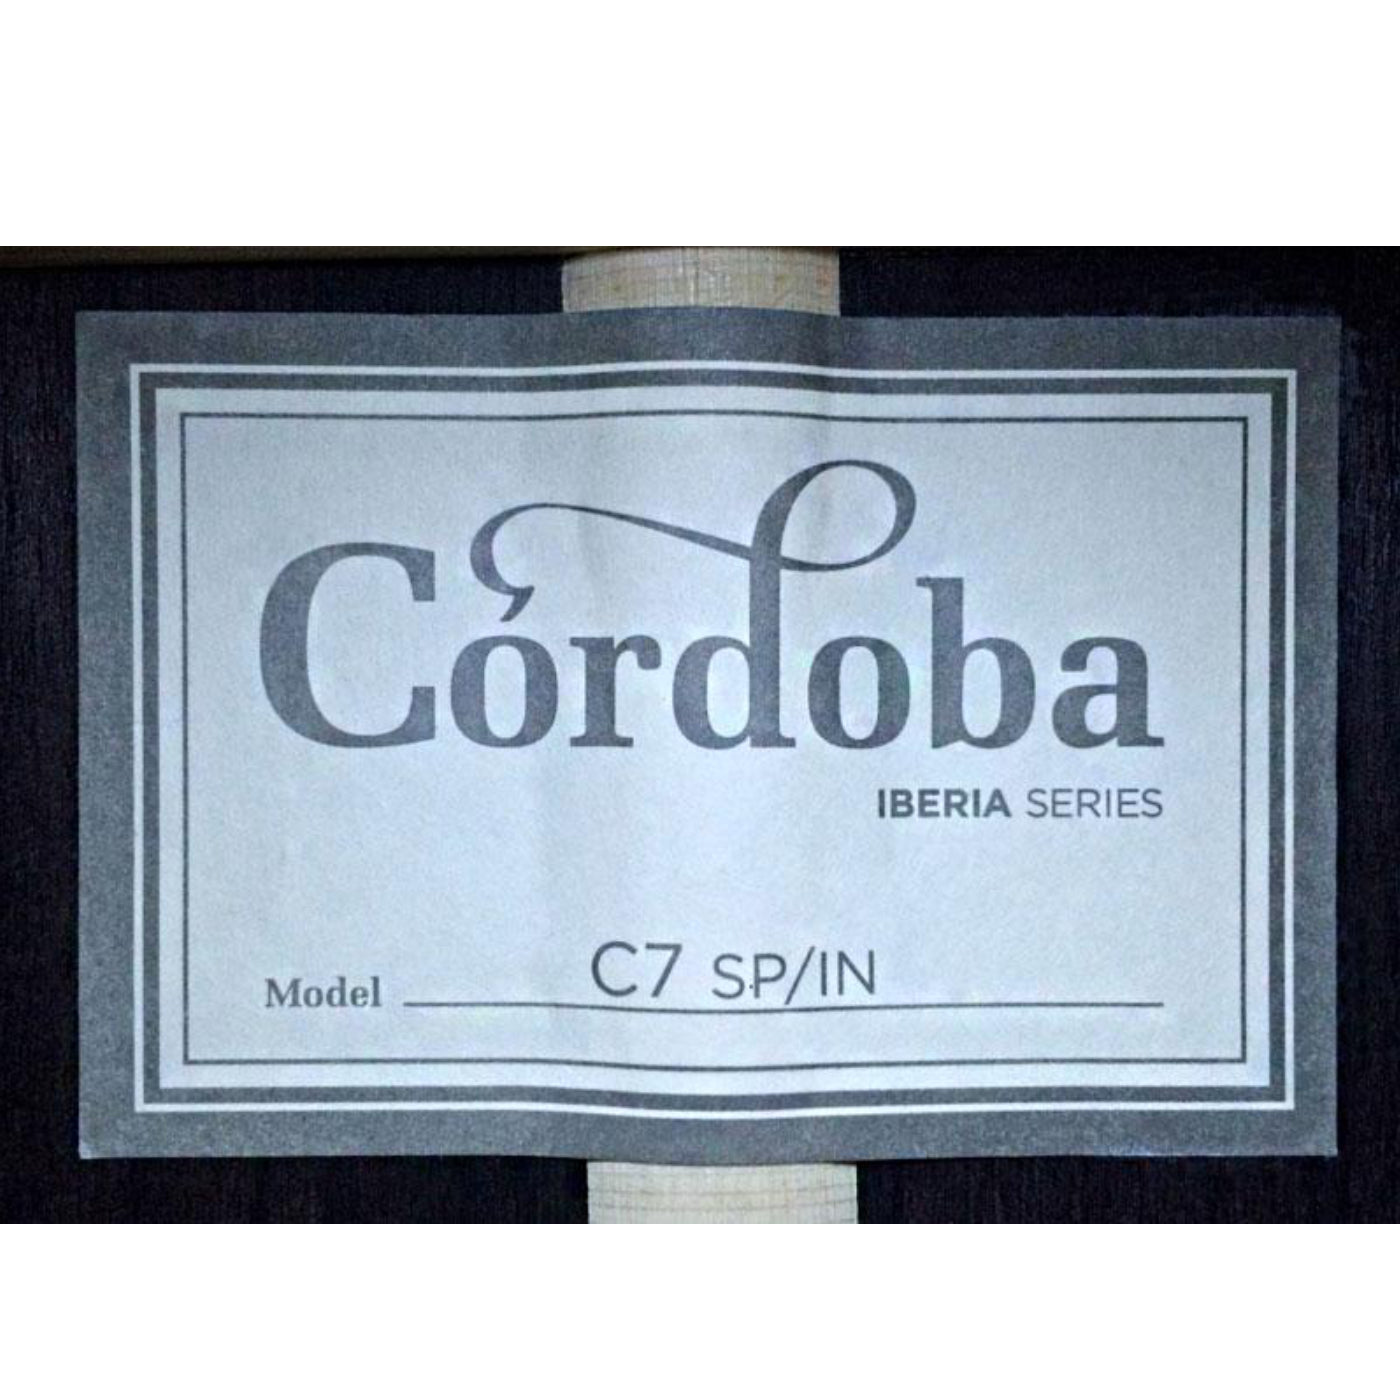 Córdoba
IBERIA SERIES
Model C7 SP/IN